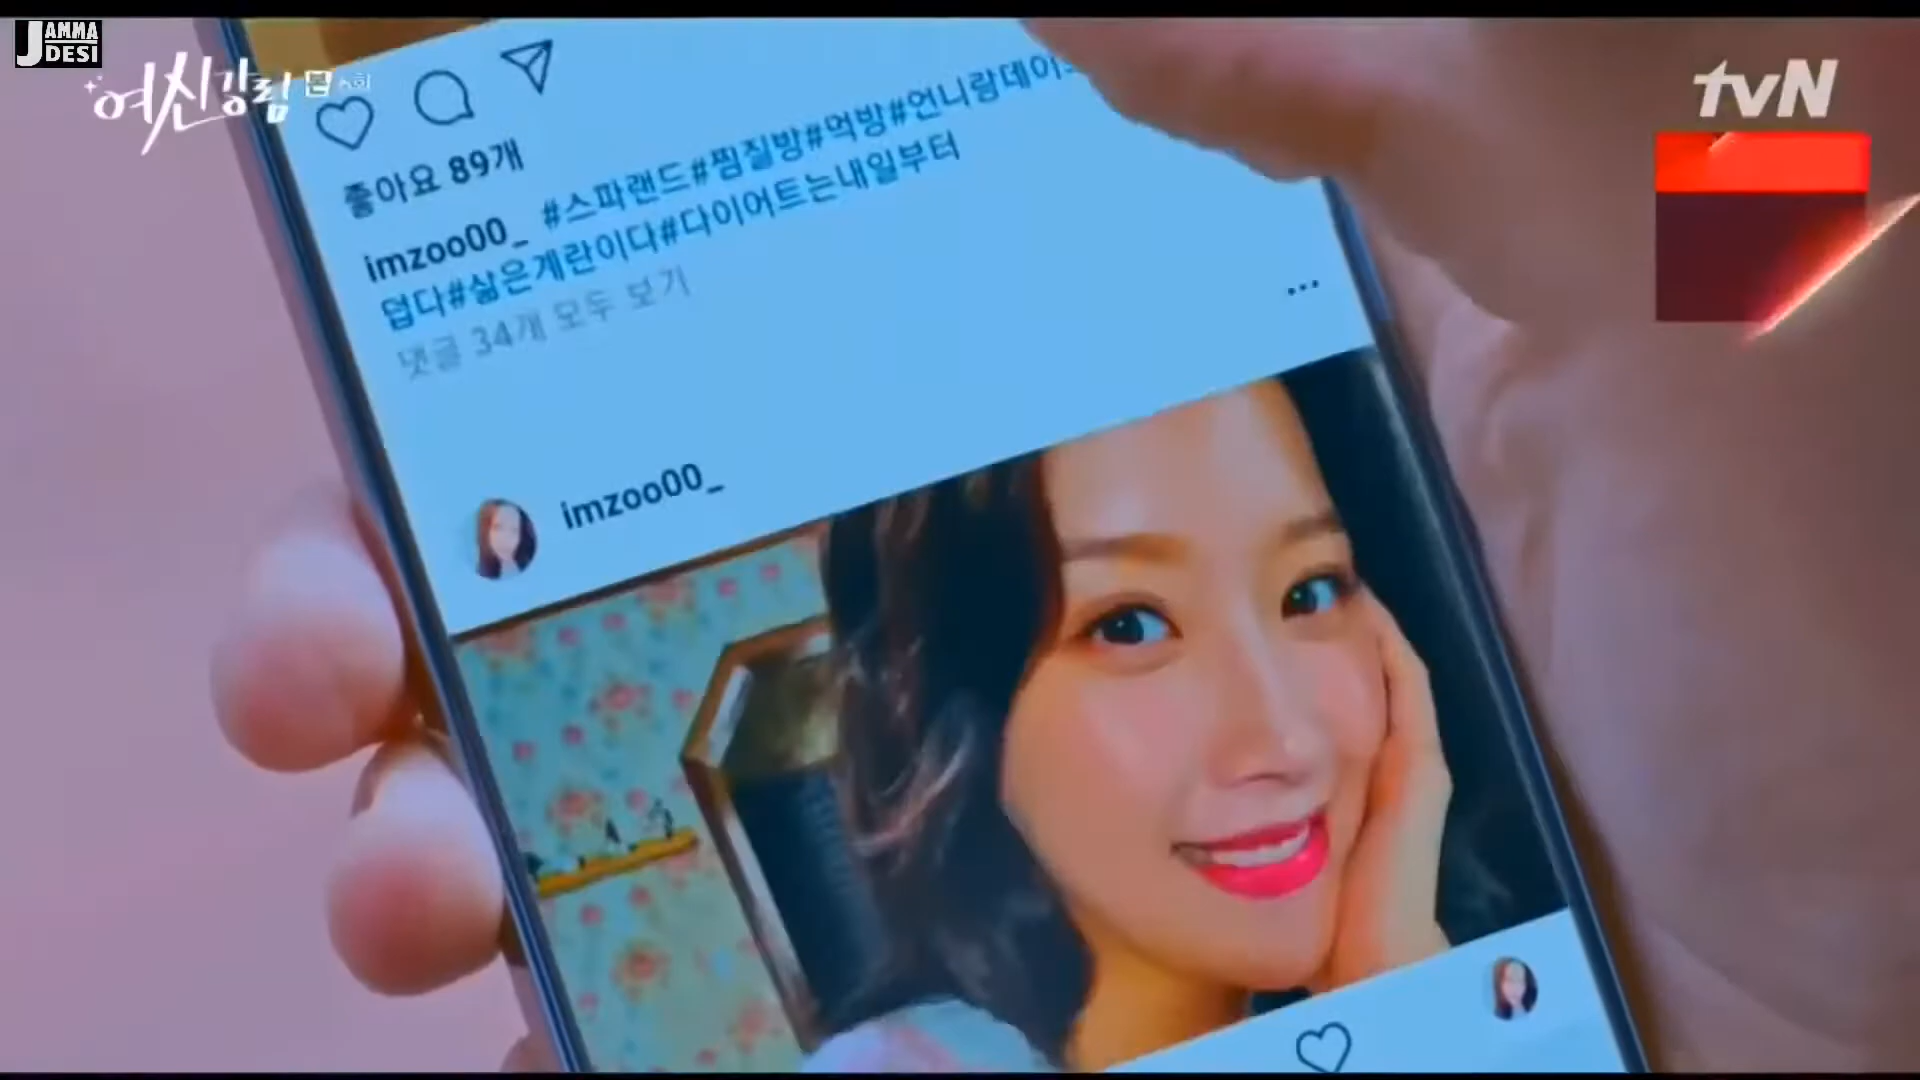 JAMMA
DESI
여신강림 본
tvN
좋아요 89개
imzoo00_ #스파랜드#찜질방#먹방#언니랑데이
덥다#삶은계란이다#다이어트는내일부터
댓글 34개 모두 보기
imzoo00_